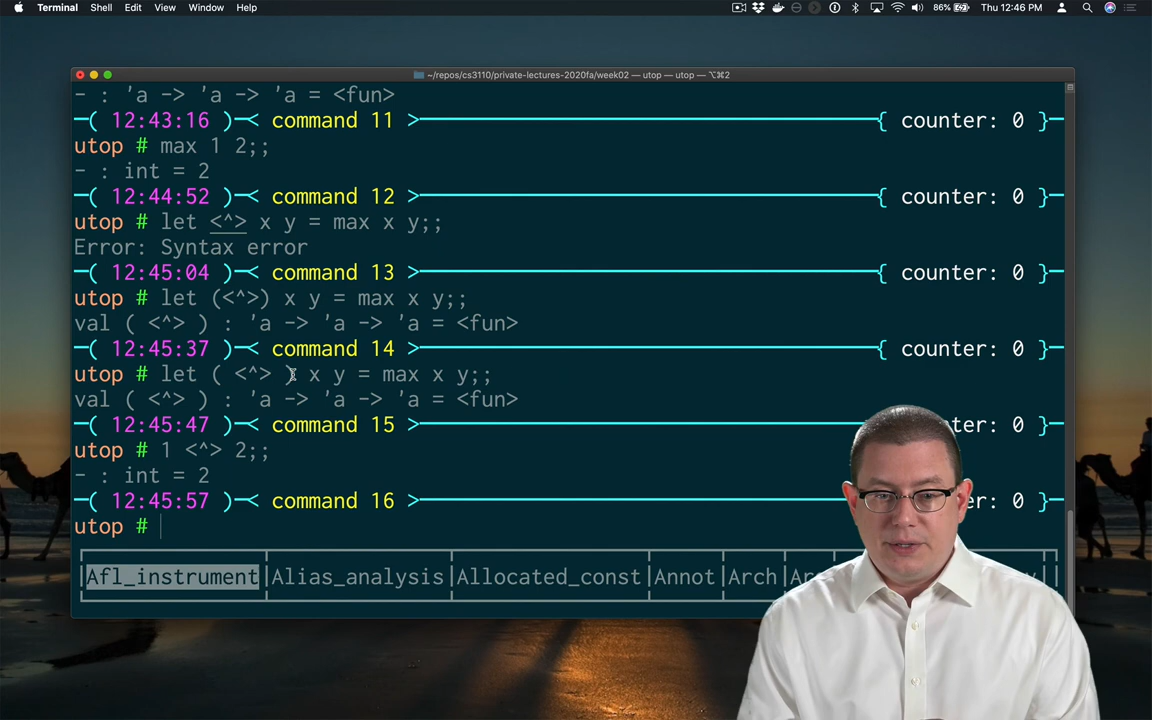 Terminal Shell Edit View Window Help 86% Thu 12:46 PM
~/repos/cs3110/private-lectures-2020fa/week02 — utop — utop — ⌥⌘2
- : 'a -> 'a -> 'a = <fun>
─( 12:43:16 )─< command 11 >─{ counter: 0 }─
utop # max 1 2;;
- : int = 2
─( 12:44:52 )─< command 12 >─{ counter: 0 }─
utop # let <^> x y = max x y;;
Error: Syntax error
─( 12:45:04 )─< command 13 >─{ counter: 0 }─
utop # let (<^>) x y = max x y;;
val ( <^> ) : 'a -> 'a -> 'a = <fun>
─( 12:45:37 )─< command 14 >─{ counter: 0 }─
utop # let ( <^> ) x y = max x y;;
val ( <^> ) : 'a -> 'a -> 'a = <fun>
─( 12:45:47 )─< command 15 >─ter: 0 }─
utop # 1 <^> 2;;
- : int = 2
─( 12:45:57 )─< command 16 >─er: 0 }─
utop #
Afl_instrument Alias_analysis Allocated_const Annot Arch